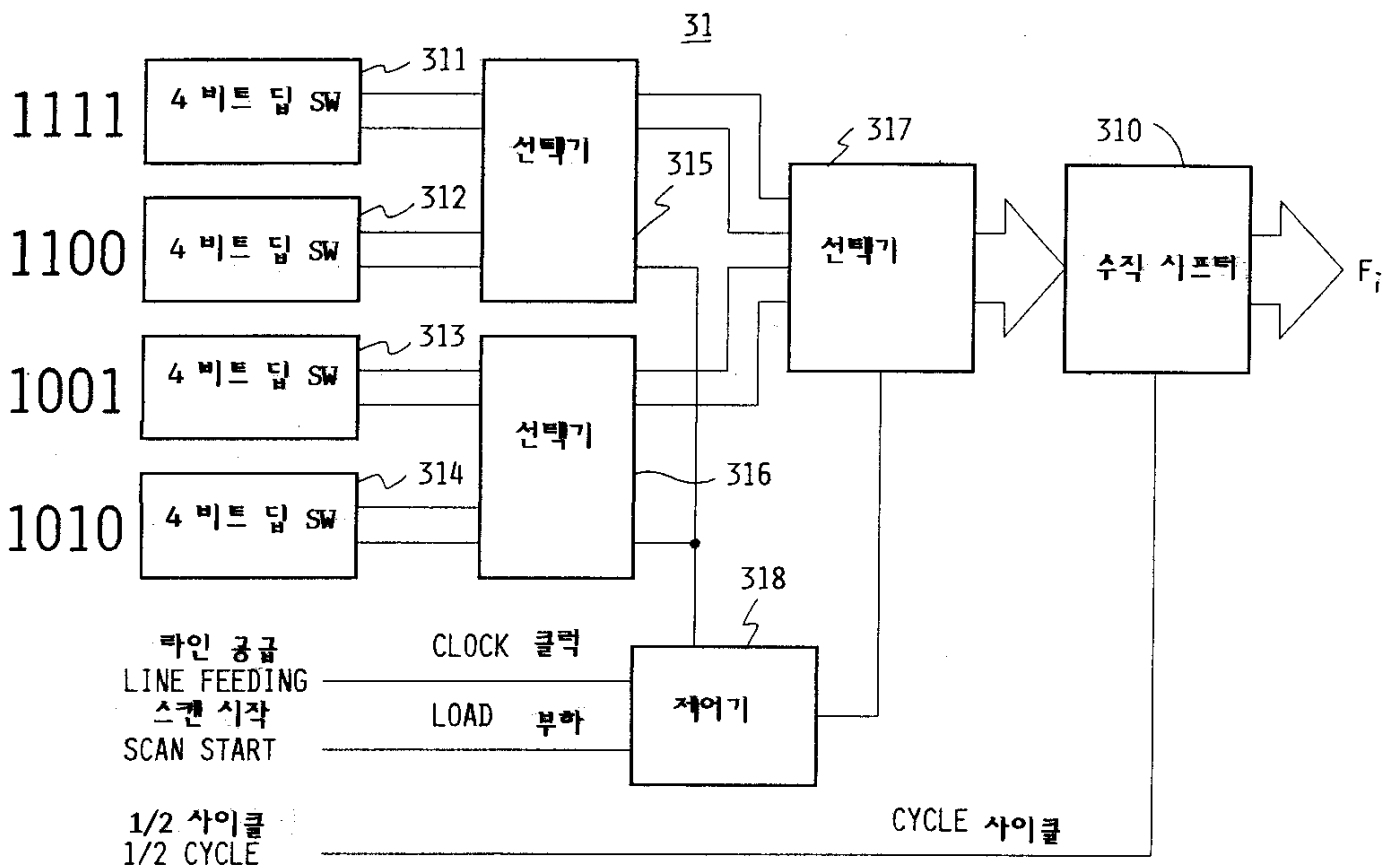 31
1111
4 비트 딥 SW
311
1100
4 비트 딥 SW
312
선택기
315
1001
4 비트 딥 SW
313
1010
4 비트 딥 SW
314
선택기
316
선택기
317
수직 시프터
310
Fi
라인 공급
LINE FEEDING
CLOCK 클럭
스캔 시작
SCAN START
LOAD 부하
제어기
318
1/2 사이클
1/2 CYCLE
CYCLE 사이클